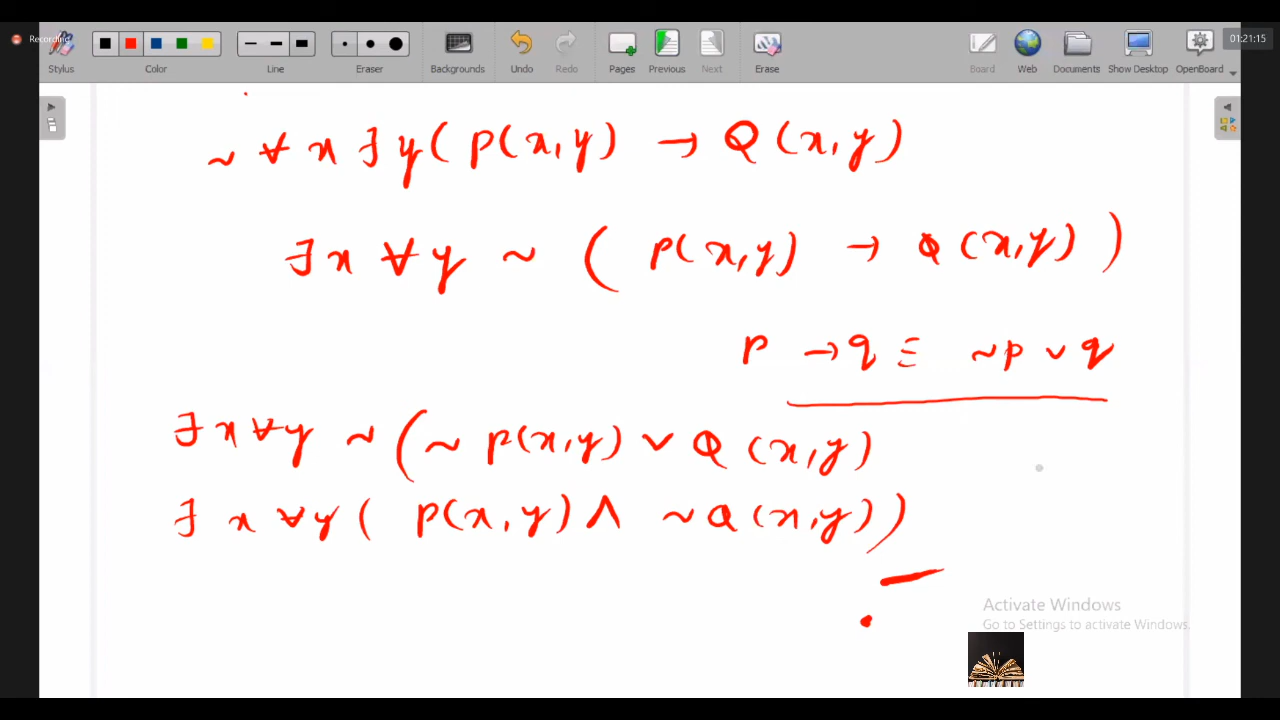 Recording
01:21:15
Stylus Color Line Eraser Backgrounds Undo Redo Pages Previous Next Erase Board Web Documents Show Desktop OpenBoard
~ ∀ x ∃ y ( P(x,y) → Q(x,y)
∃ x ∀ y ~ ( P(x,y) → Q(x,y) )
P → q ≡ ~p ∨ q
∃ x ∀ y ~ ( ~ P(x,y) ∨ Q(x,y)
∃ x ∀ y ( P(x,y) ∧ ~ Q(x,y) )
Activate Windows
Go to Settings to activate Windows.